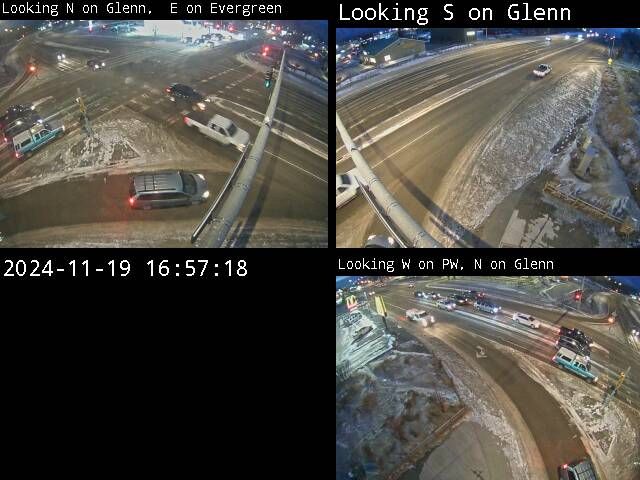 Looking N on Glenn,  E on Evergreen
Looking S on Glenn
2024-11-19 16:57:18
Looking W on PW, N on Glenn